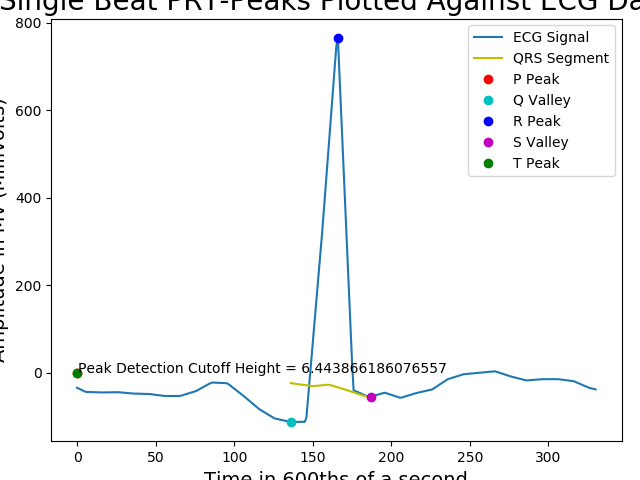 Single Beat PRT-Peaks Plotted Against ECG Da
800
600
400
200
0
Amplitude in MV (Millivolts)
ECG Signal
QRS Segment
P Peak
Q Valley
R Peak
S Valley
T Peak
Peak Detection Cutoff Height = 6.443866186076557
0
50
100
150
200
250
300
Time in 600ths of a second